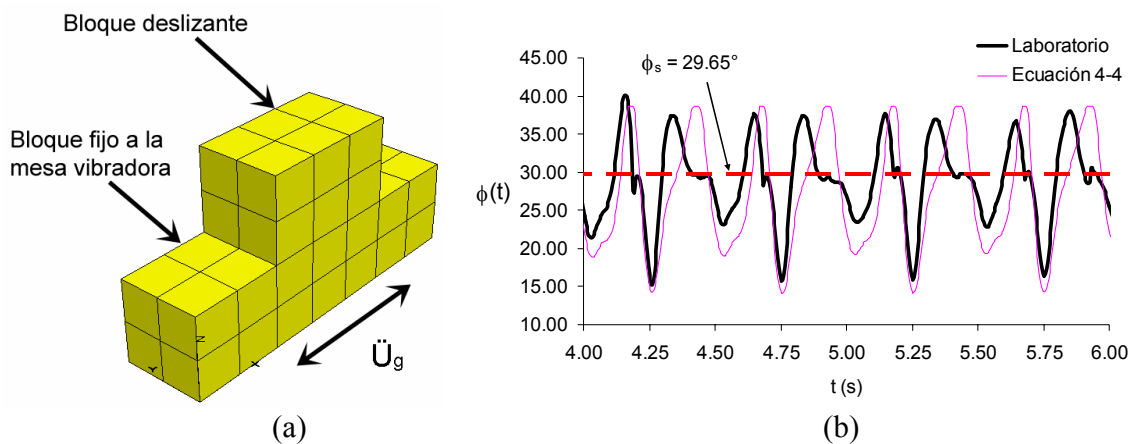 Bloque deslizante
Bloque fijo a la
mesa vibradora
Z
Y
X
Üg
(a)
Laboratorio
Ecuación 4-4
ϕs = 29.65°
45.00
40.00
35.00
30.00
25.00
20.00
15.00
10.00
ϕ(t)
4.00 4.25 4.50 4.75 5.00 5.25 5.50 5.75 6.00
t (s)
(b)